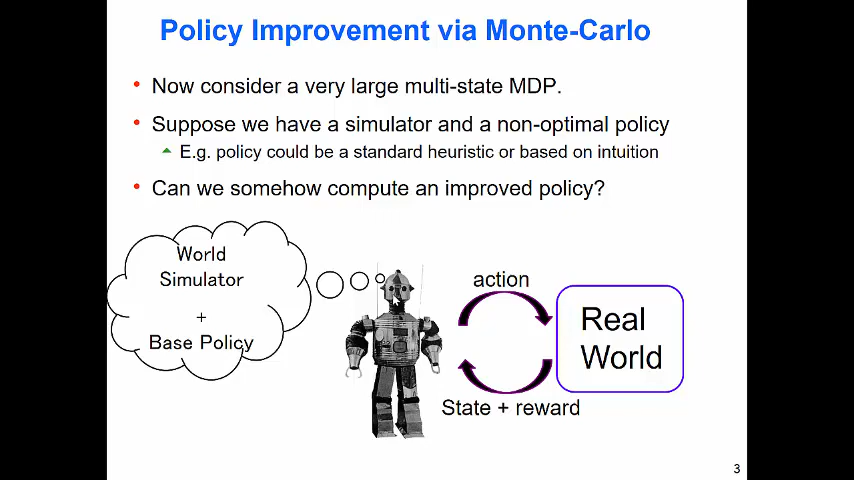 Policy Improvement via Monte-Carlo
• Now consider a very large multi-state MDP.
• Suppose we have a simulator and a non-optimal policy
E.g. policy could be a standard heuristic or based on intuition
• Can we somehow compute an improved policy?
World
Simulator
+
Base Policy
action
Real
World
State + reward
3